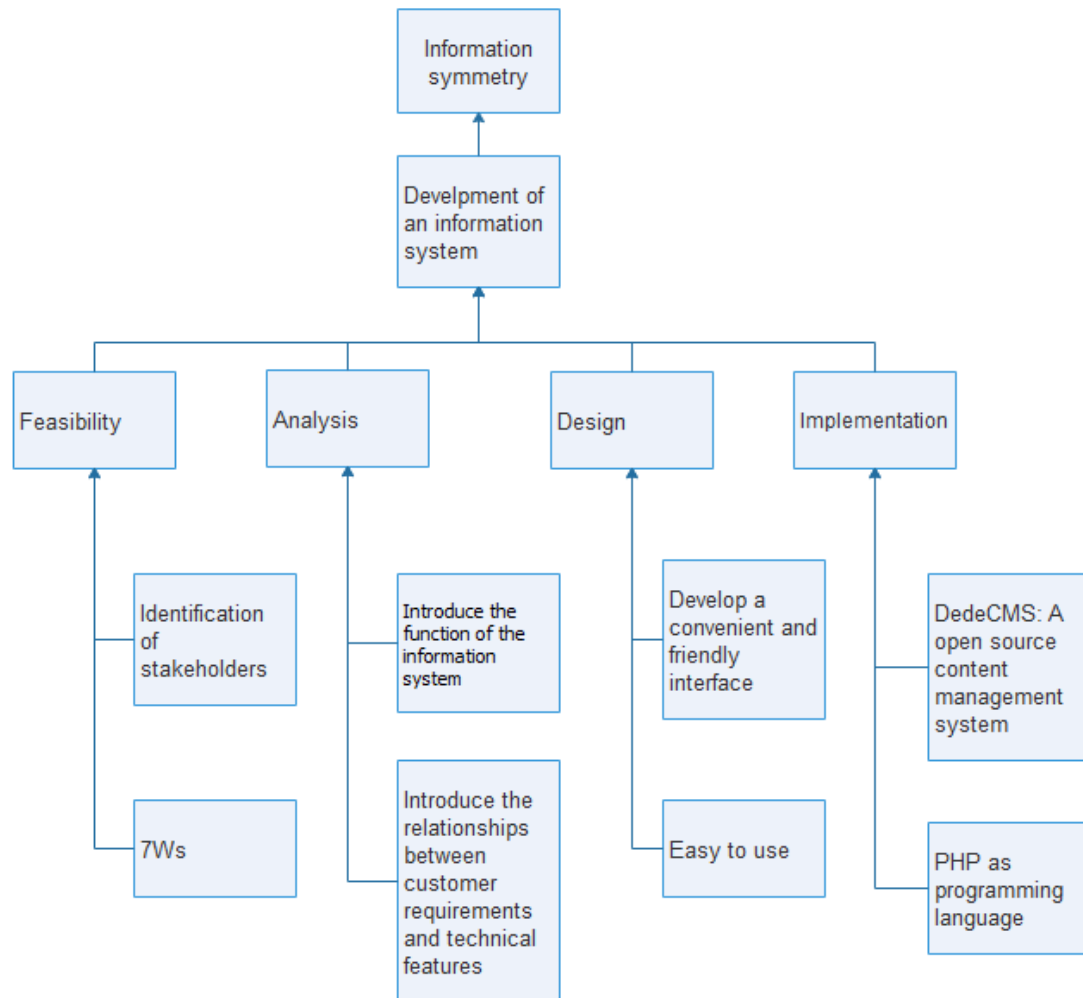 Information
symmetry
Develpment of
an information
system
Feasibility
Analysis
Design
Implementation
Identification
of
stakeholders
Introduce the
function of the
information
system
Develop a
convenient and
friendly
interface
DedeCMS: A
open source
content
management
system
7Ws
Introduce the
relationships
between
customer
requirements
and technical
features
Easy to use
PHP as
programming
language